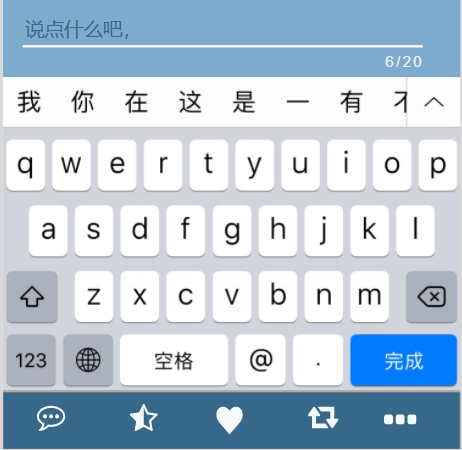 说点什么吧，
6/20
我 你 在 这 是 一 有
q w e r t y u i o p
a s d f g h j k l
z x c v b n m
123 空格 @ . 完成